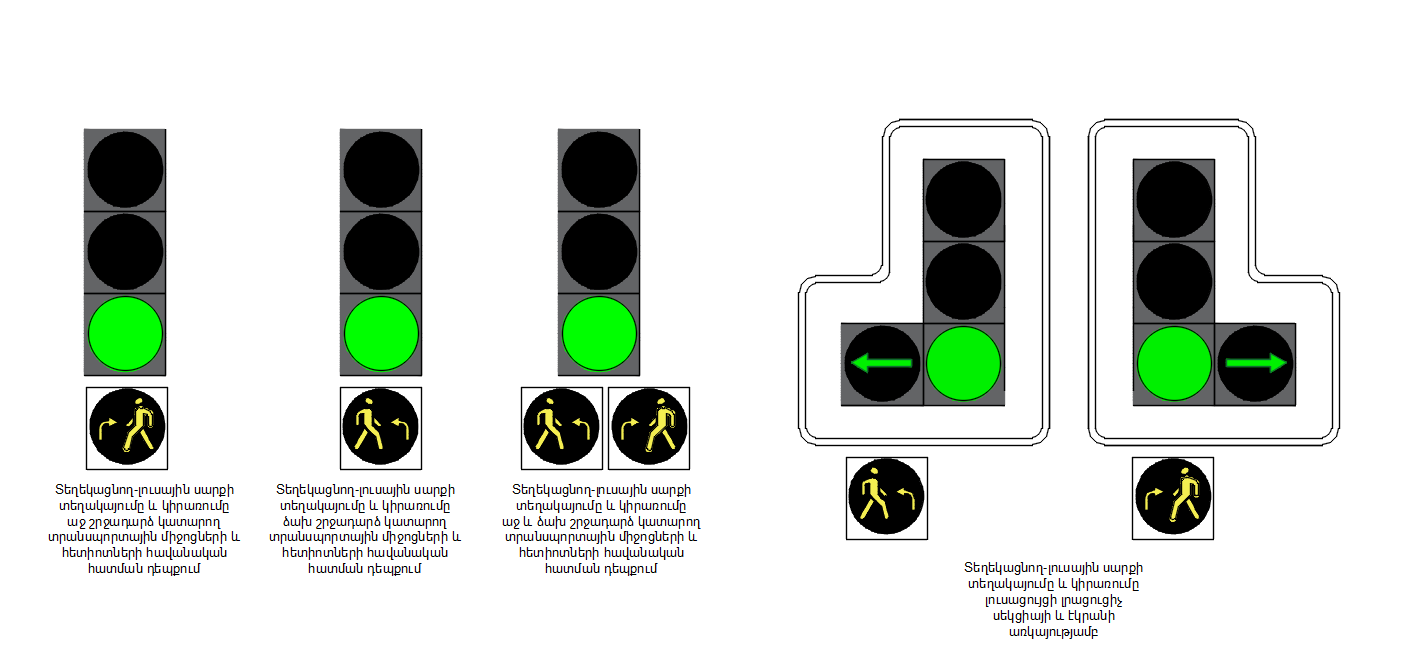 Տեղեկացնող-լուսային սարքի
տեղակայումը և կիրառումը
աջ շրջադարձ կատարող
տրանսպորտային միջոցների և
հետիոտների հավանական
հատման դեպքում
Տեղեկացնող-լուսային սարքի
տեղակայումը և կիրառումը
ձախ շրջադարձ կատարող
տրանսպորտային միջոցների և
հետիոտների հավանական
հատման դեպքում
Տեղեկացնող-լուսային սարքի
տեղակայումը և կիրառումը
աջ և ձախ շրջադարձ կատարող
տրանսպորտային միջոցների և
հետիոտների հավանական
հատման դեպքում
Տեղեկացնող-լուսային սարքի
տեղակայումը և կիրառումը
լուսացույցի լրացուցիչ
սեկցիայի և էկրանի
առկայությամբ